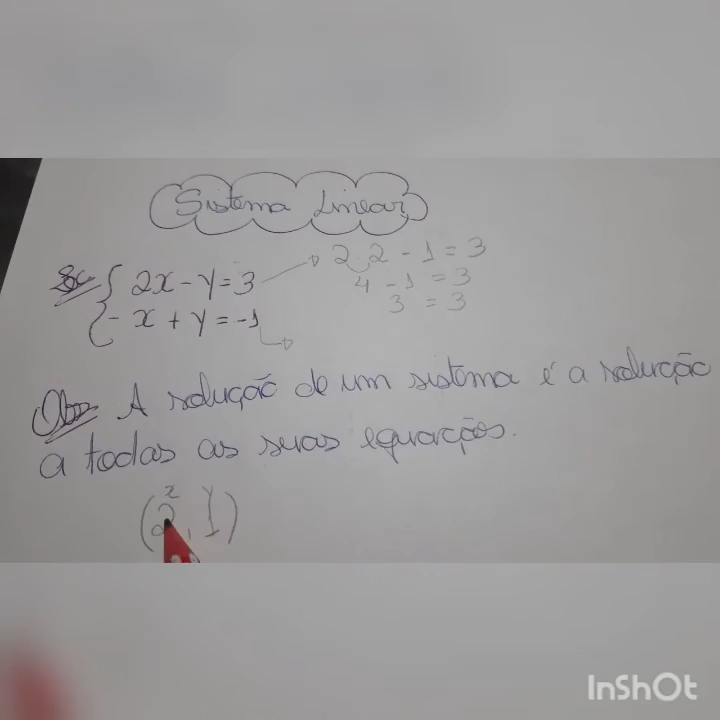 Sistema Linear
Ex { 2x - y = 3
- x + y = -1
2.2 - 1 = 3
4 - 1 = 3
3 = 3
Obs A solução de um sistema é a solução
a todas as suas equações.
x y
(2, 1)
InShOt